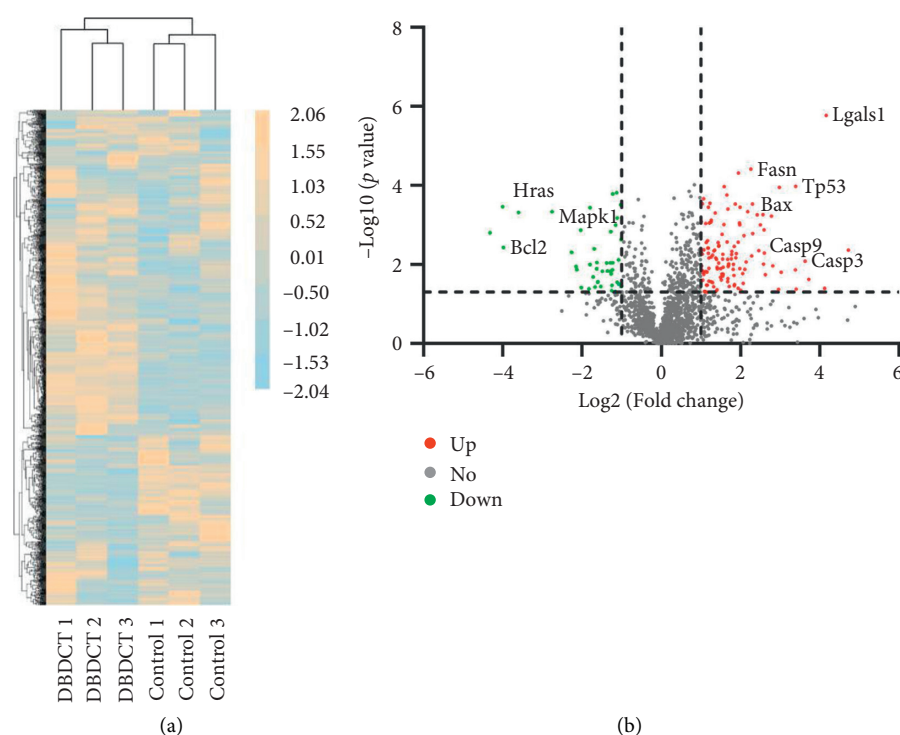 2.06
1.55
1.03
0.52
0.01
−0.50
−1.02
−1.53
−2.04
DBDCT 1
DBDCT 2
DBDCT 3
Control 1
Control 2
Control 3
(a)
8
6
4
2
0
−Log10 (p value)
Lgals1
Fasn
Tp53
Hras
Mapk1
Bax
Bcl2
Casp9
Casp3
−6
−4
−2
0
2
4
6
Log2 (Fold change)
Up
No
Down
(b)